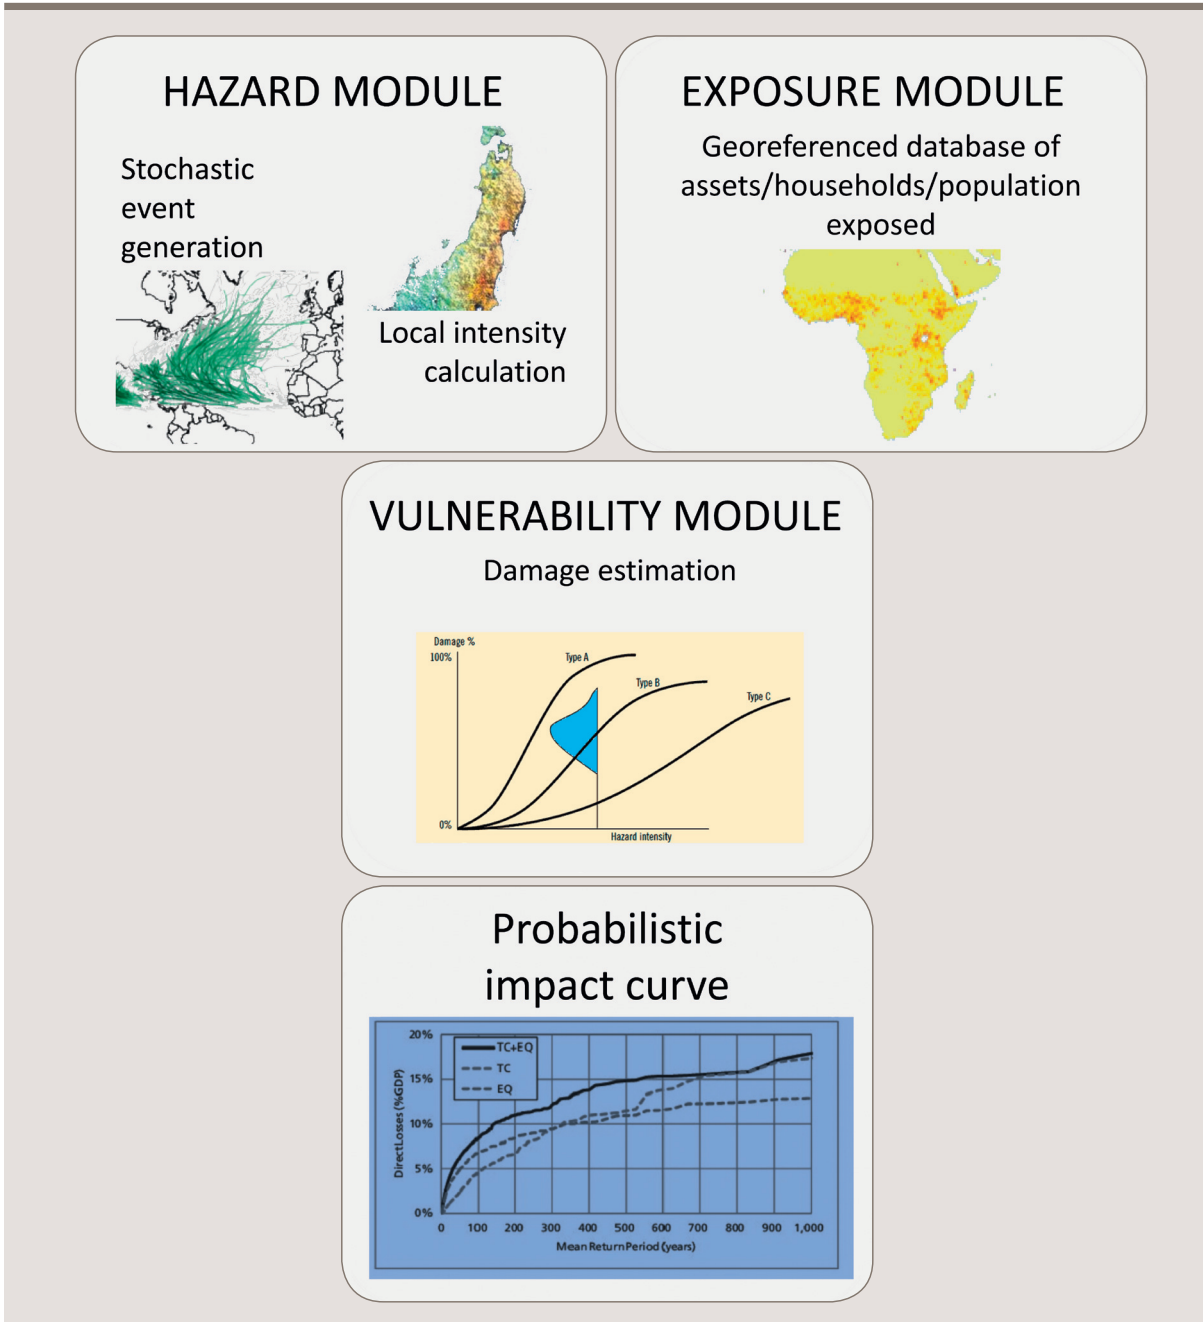 HAZARD MODULE
Stochastic
event
generation
Local intensity
calculation
EXPOSURE MODULE
Georeferenced database of
assets/households/population
exposed
VULNERABILITY MODULE
Damage estimation
Damage %
100%
Type A
Type B
Type C
0%
Hazard intensity
Probabilistic
impact curve
20%
TC+EQ
TC
EQ
15%
10%
5%
0%
Direct Losses (%GDP)
0 100 200 300 400 500 600 700 800 900 1,000
Mean Return Period (years)